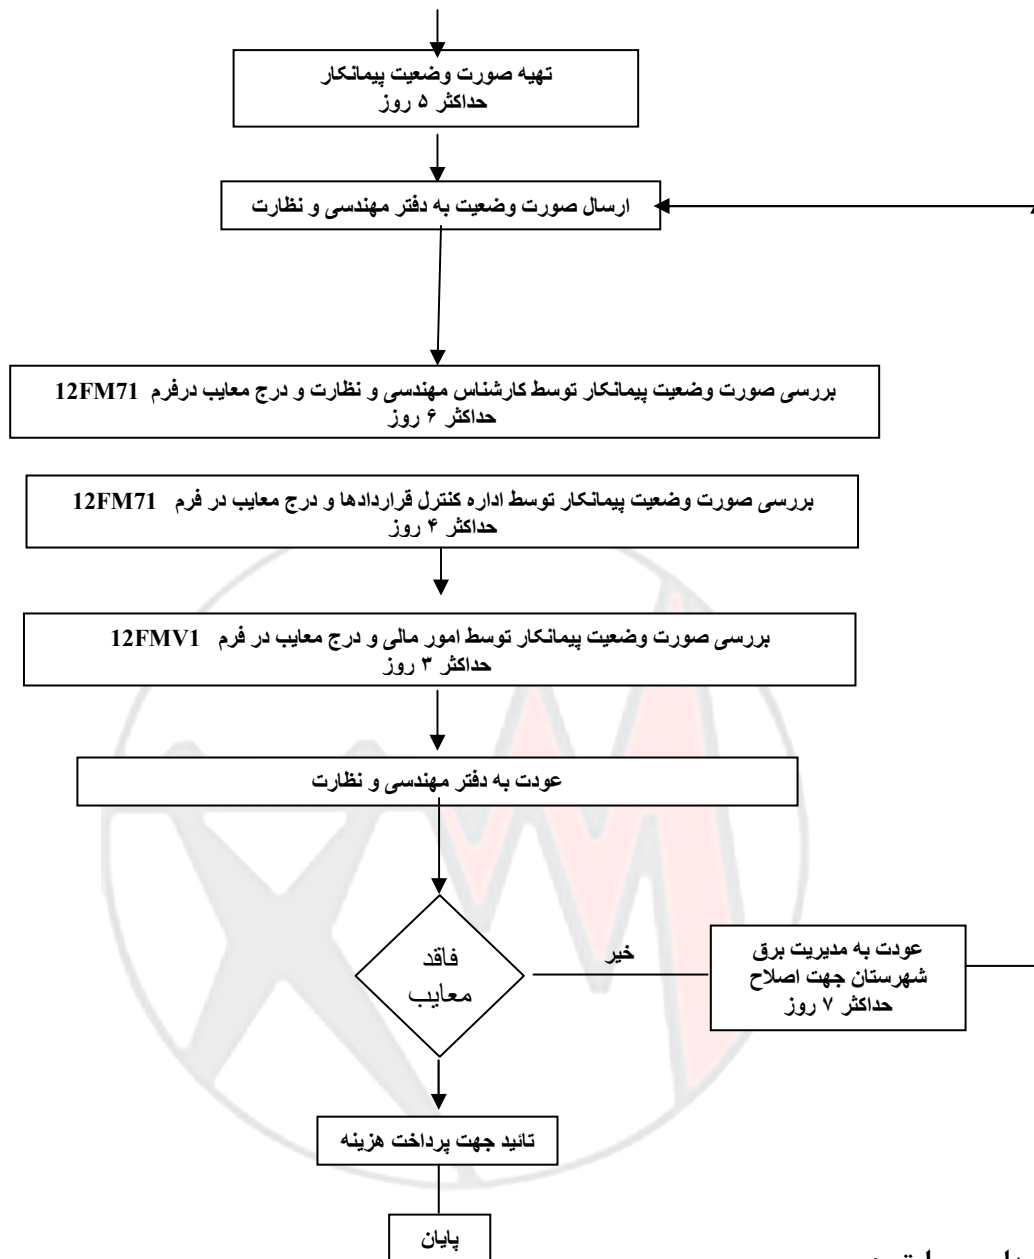 تهیه صورت وضعیت پیمانکار
حداکثر ۵ روز
ارسال صورت وضعیت به دفتر مهندسی و نظارت
بررسی صورت وضعیت پیمانکار توسط کارشناس مهندسی و نظارت و درج معایب درفرم 12FM71
حداکثر ۶ روز
بررسی صورت وضعیت پیمانکار توسط اداره کنترل قراردادها و درج معایب در فرم 12FM71
حداکثر ۴ روز
بررسی صورت وضعیت پیمانکار توسط امور مالی و درج معایب در فرم 12FMV1
حداکثر ۳ روز
عودت به دفتر مهندسی و نظارت
فاقد
معایب
خیر
عودت به مدیریت برق
شهرستان جهت اصلاح
حداکثر ۷ روز
تائید جهت پرداخت هزینه
پایان